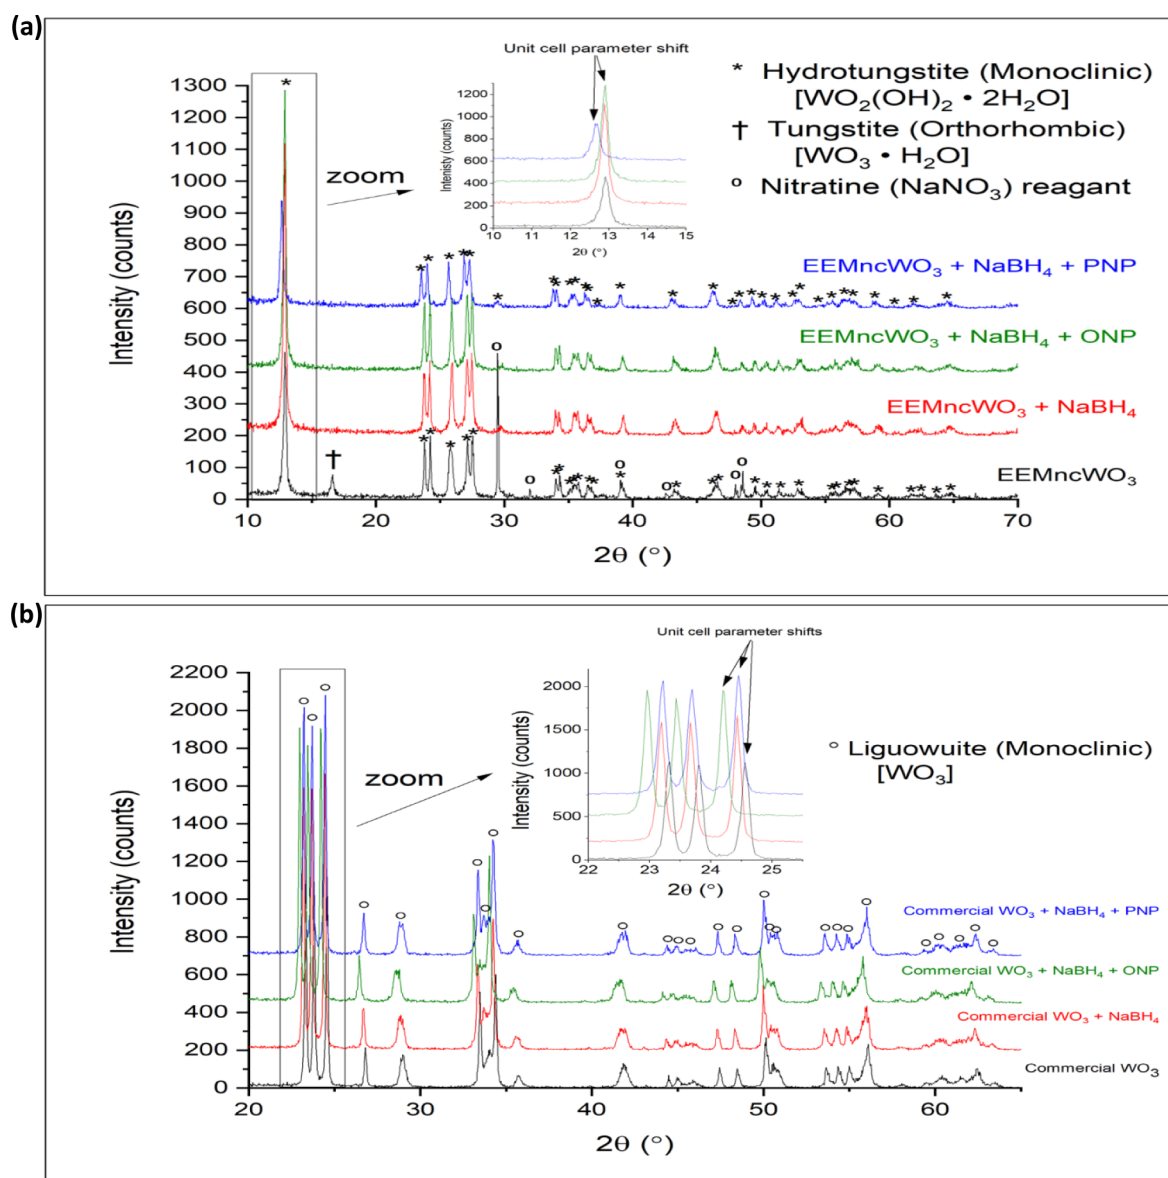 (a)
Unit cell parameter shift
* Hydrotungstite (Monoclinic)
[WO₂(OH)₂ • 2H₂O]
† Tungstite (Orthorhombic)
[WO₃ • H₂O]
o Nitratine (NaNO₃) reagant
zoom
Intenisty (counts)
1200
1000
800
600
400
200
0
10 11 12 13 14 15
2θ (°)
Intensity (counts)
1300
1200
1100
1000
900
800
700
600
500
400
300
200
100
0
EEMncWO₃ + NaBH₄ + PNP
EEMncWO₃ + NaBH₄ + ONP
EEMncWO₃ + NaBH₄
EEMncWO₃
10 20 30 40 50 60 70
2θ (°)
(b)
Unit cell parameter shifts
zoom
Intensity (counts)
2000
1500
1000
500
0
22 23 24 25
2θ (°)
° Liguowuite (Monoclinic)
[WO₃]
Intensity (counts)
2200
2000
1800
1600
1400
1200
1000
800
600
400
200
0
Commercial WO₃ + NaBH₄ + PNP
Commercial WO₃ + NaBH₄ + ONP
Commercial WO₃ + NaBH₄
Commercial WO₃
20 30 40 50 60
2θ (°)